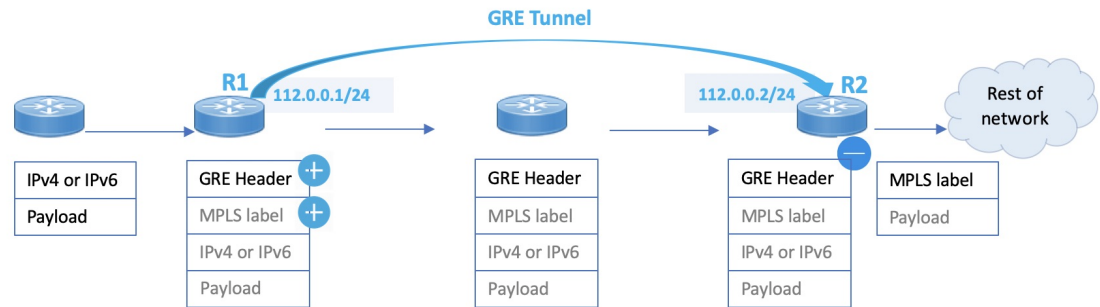 GRE Tunnel
R1
112.0.0.1/24
112.0.0.2/24
R2
Rest of
network
IPv4 or IPv6
Payload
GRE Header
MPLS label
IPv4 or IPv6
Payload
GRE Header
MPLS label
IPv4 or IPv6
Payload
GRE Header
MPLS label
IPv4 or IPv6
Payload
MPLS label
Payload